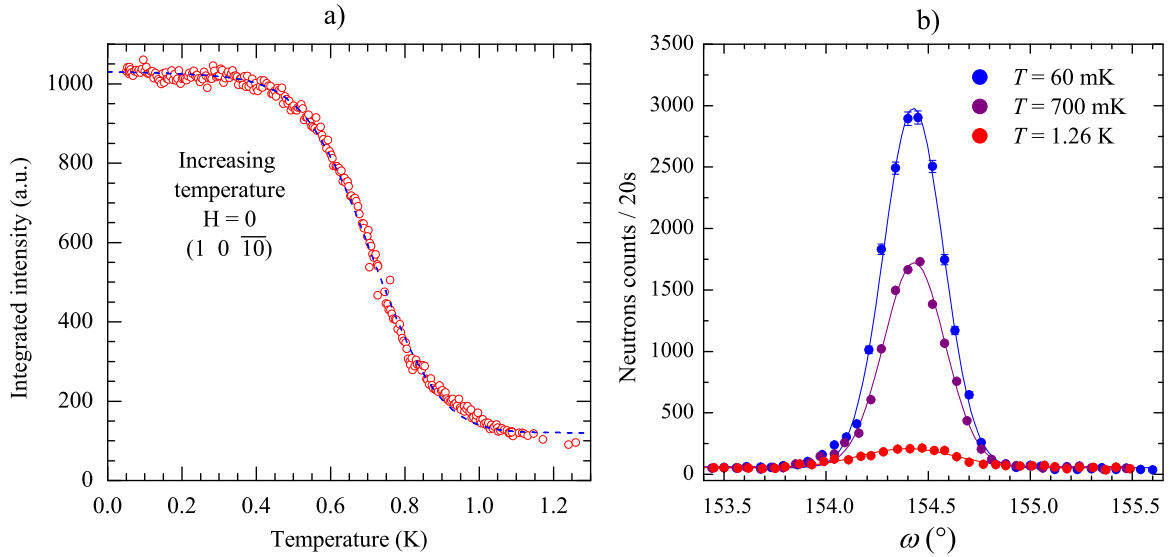 a)
Integrated intensity (a.u.)
1000
800
600
400
200
0
Increasing
temperature
H = 0
(1 0 1̅0̅)
0.0 0.2 0.4 0.6 0.8 1.0 1.2
Temperature (K)
b)
Neutrons counts / 20s
3500
3000
2500
2000
1500
1000
500
0
T = 60 mK
T = 700 mK
T = 1.26 K
153.5 154.0 154.5 155.0 155.5
ω (°)